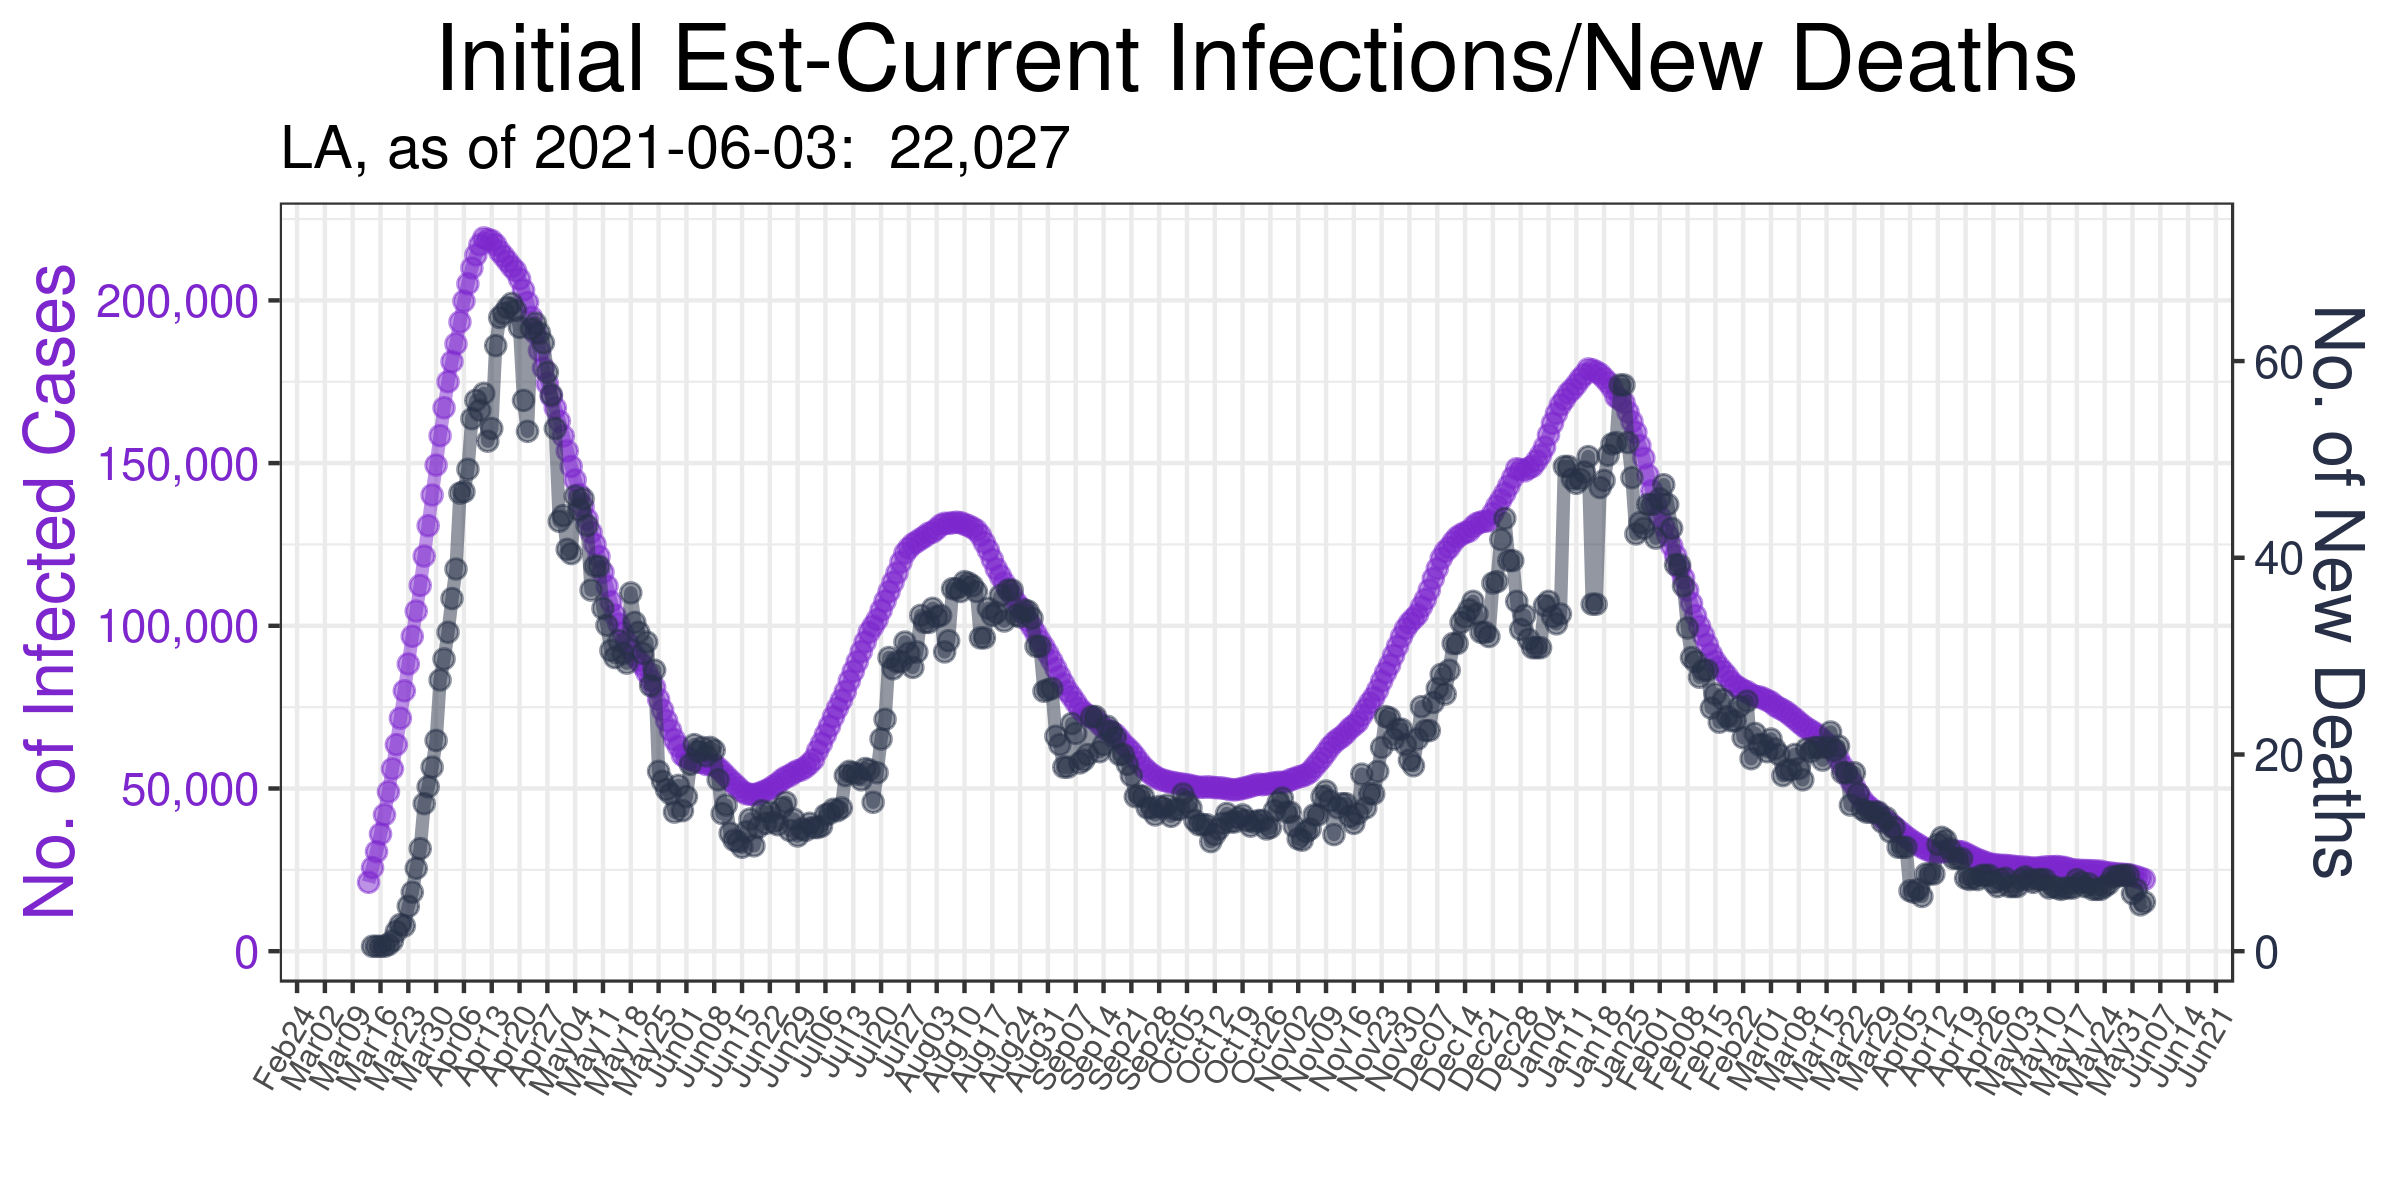 Initial Est-Current Infections/New Deaths
LA, as of 2021-06-03: 22,027
No. of Infected Cases
200,000
150,000
100,000
50,000
0
60
40
20
0
No. of New Deaths
Feb24
Mar02
Mar09
Mar16
Mar23
Mar30
Apr06
Apr13
Apr20
Apr27
May04
May11
May18
May25
Jun01
Jun08
Jun15
Jun22
Jun29
Jul06
Jul13
Jul20
Jul27
Aug03
Aug10
Aug17
Aug24
Aug31
Sep07
Sep14
Sep21
Sep28
Oct05
Oct12
Oct19
Oct26
Nov02
Nov09
Nov16
Nov23
Nov30
Dec07
Dec14
Dec21
Dec28
Jan04
Jan11
Jan18
Jan25
Feb01
Feb08
Feb15
Feb22
Mar01
Mar08
Mar15
Mar22
Mar29
Apr05
Apr12
Apr19
Apr26
May03
May10
May17
May24
May31
Jun07
Jun14
Jun21